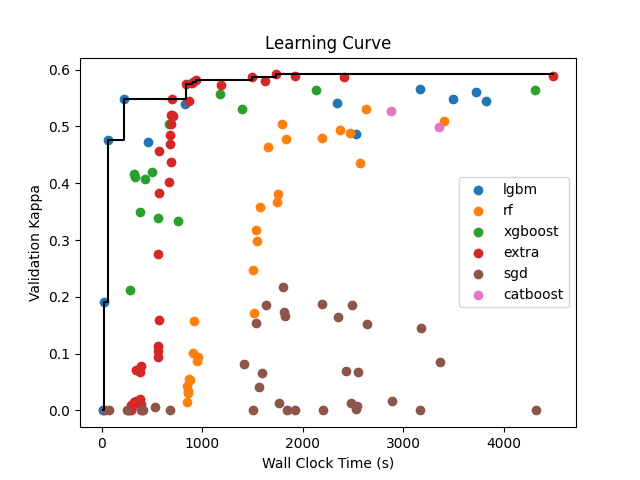 Learning Curve
0.6
0.5
0.4
0.3
0.2
0.1
0.0
Validation Kappa
lgbm
rf
xgboost
extra
sgd
catboost
0 1000 2000 3000 4000
Wall Clock Time (s)